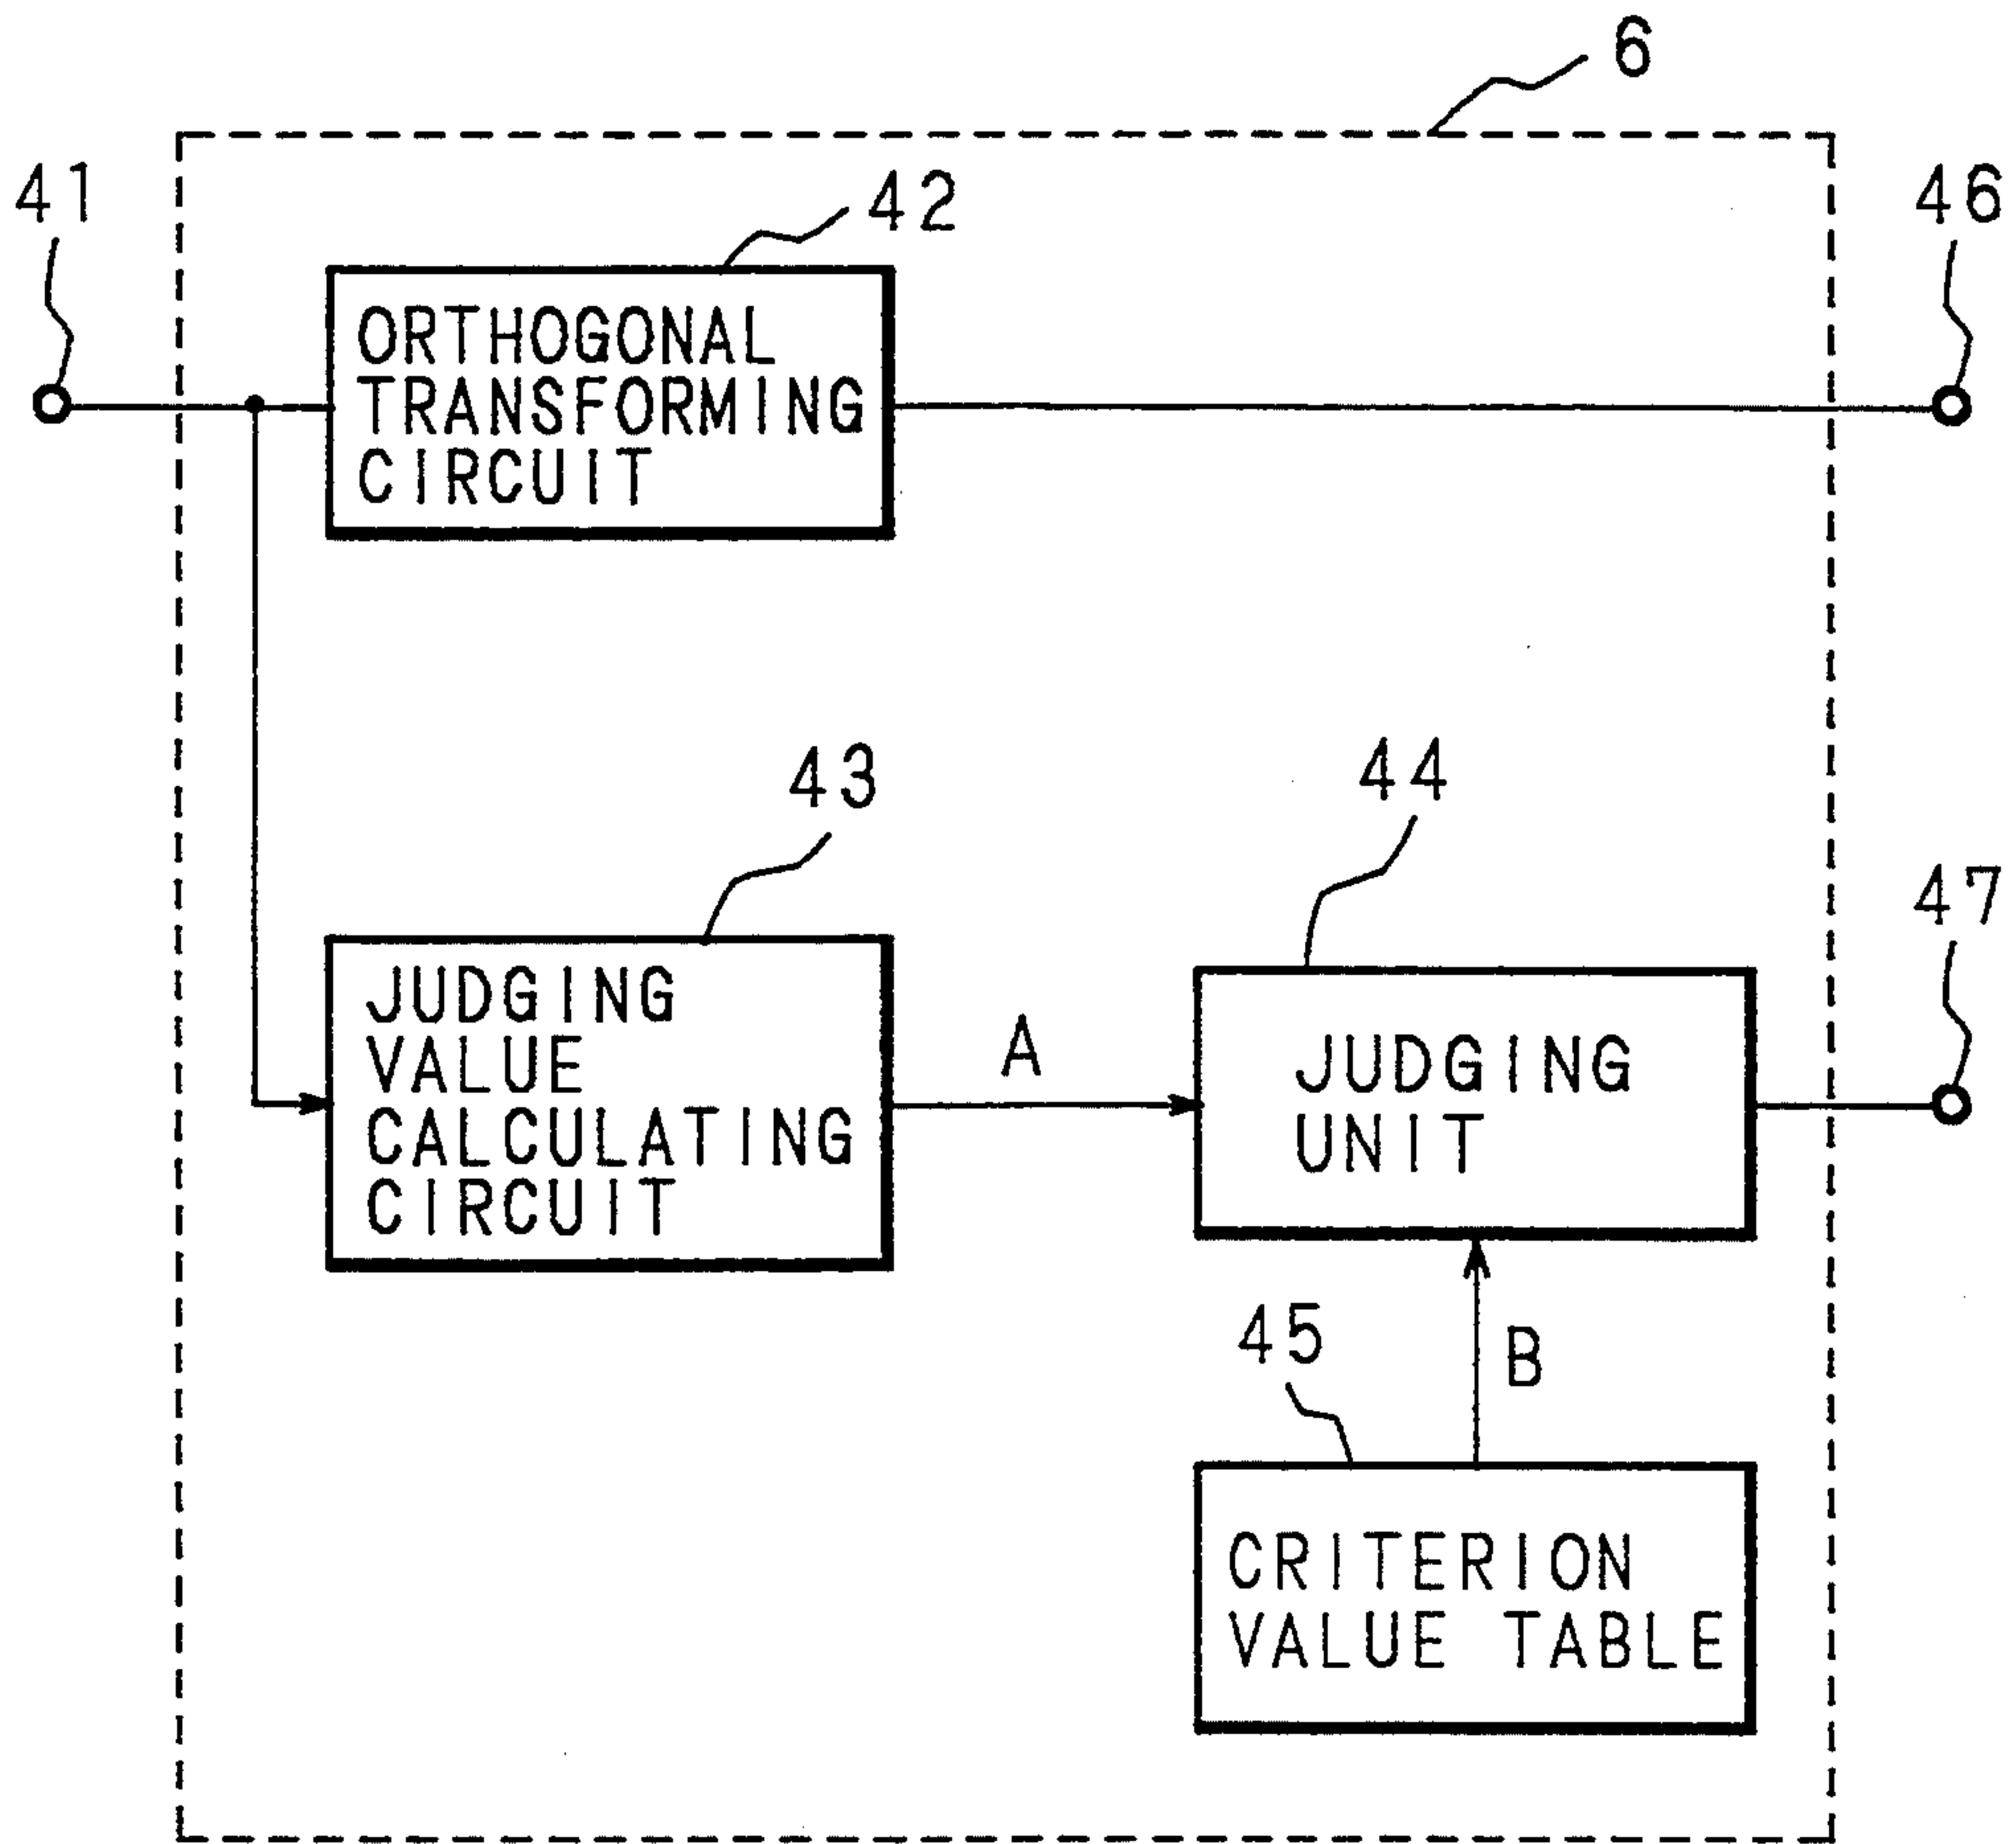 6
41
42
46
ORTHOGONAL
TRANSFORMING
CIRCUIT
43
44
47
JUDGING
VALUE
CALCULATING
CIRCUIT
A
JUDGING
UNIT
45
B
CRITERION
VALUE TABLE